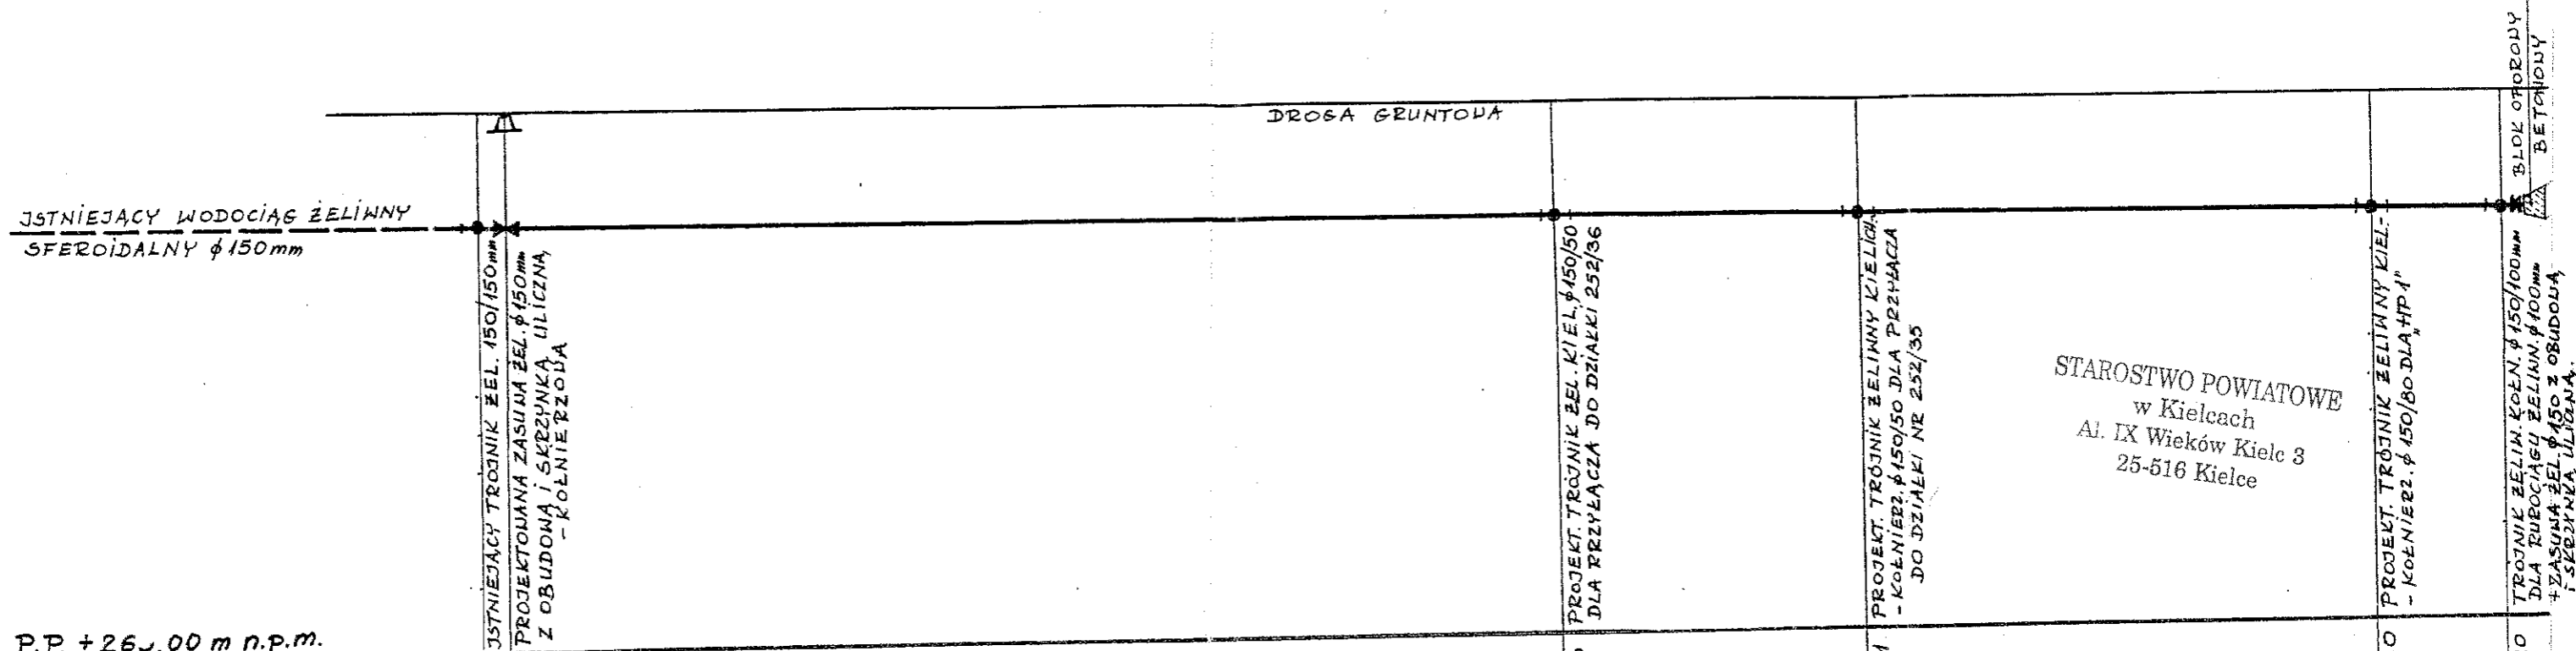 DROGA GRUNTOWA
ISTNIEJĄCY WODOCIĄG ŻELIWNY
SFEROIDALNY ϕ150mm
ISTNIEJĄCY TROJNIK ŻEL. 150/150mm
PROJEKTOWANA ZASUWA ŻEL. ϕ150mm
Z OBUDOWĄ i SKRZYNKĄ ULICZNĄ,
- KOŁNIERZOWA
PROJEKT. TRÓJNIK ŻEL. KIEL. ϕ150/50
DLA PRZYŁĄCZA DO DZIAŁKI 252/36
PROJEKT. TRÓJNIK ŻELIWNY KIELICH.
- KOŁNIERZ. ϕ150/50 DLA PRZYŁĄCZA
DO DZIAŁKI NR 252/35
STAROSTWO POWIATOWE
w Kielcach
Al. IX Wieków Kielc 3
25-516 Kielce
PROJEKT. TRÓJNIK ŻELIWNY KIEL.-
- KOŁNIERZ. ϕ150/80 DLA „HP1"
TROJNIK ŻELIW. KOŁN. ϕ150/100mm
DLA RUROCIĄGU ŻELIWN. ϕ100mm
+ ZASUWA ŻEL. ϕ150 Z OBUDOWĄ,
i SKRZYNKĄ ULICZNĄ.
BLOK OPOROWY
BETONOWY
P.P. .00 m n.p.m.